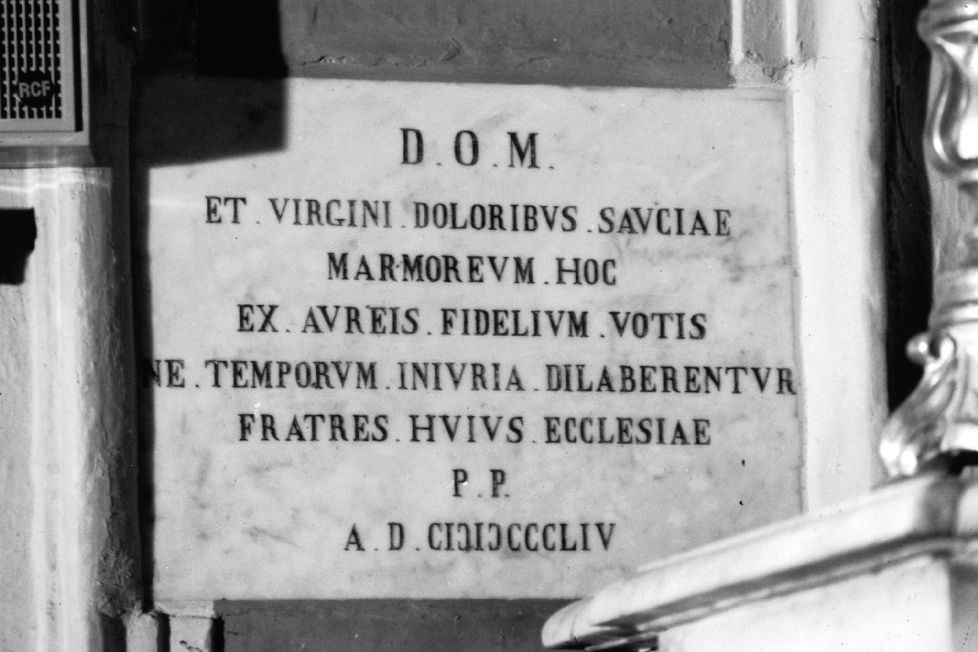 RCF
D.O.M.
ET.VIRGINI.DOLORIBVS.SAVCIAE
MARMOREVM.HOC
EX.AVREIS.FIDELIVM.VOTIS
NE.TEMPORVM.INIVRIA.DILABERENTVR
FRATRES.HVIVS.ECCLESIAE
P.P.
A.D.CIƆIƆCCCLIV